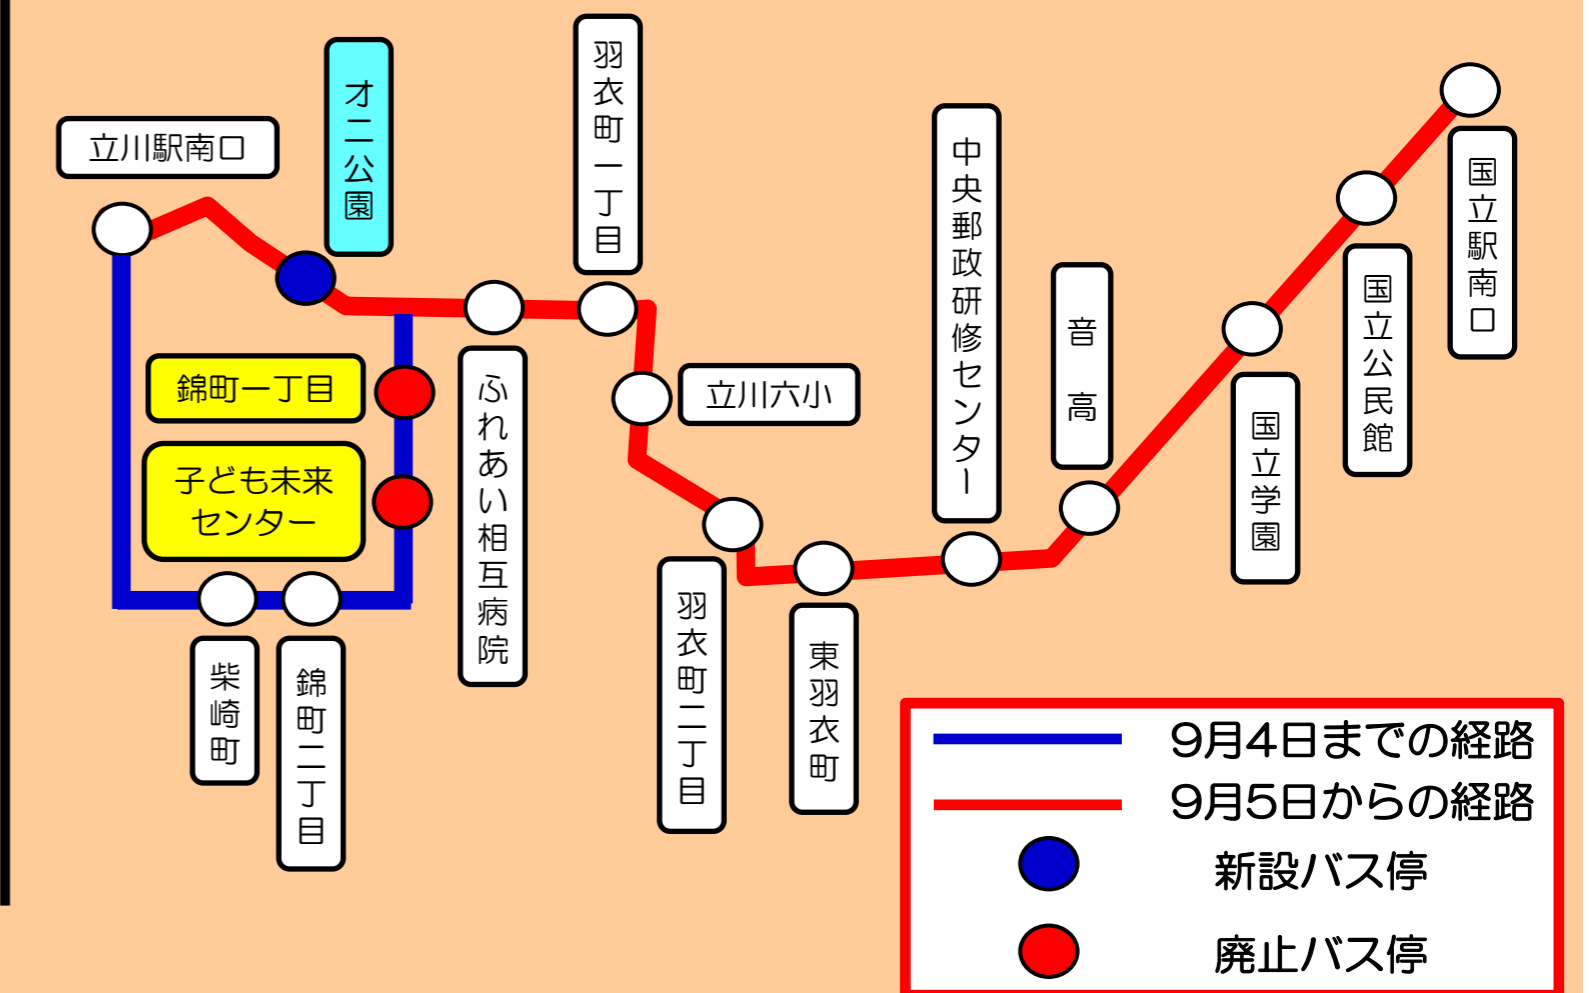 立川駅南口
オニ公園
羽衣町一丁目
中央郵政研修センター
音高
国立駅南口
国立公民館
国立学園
錦町一丁目
子ども未来
センター
ふれあい相互病院
立川六小
羽衣町二丁目
東羽衣町
柴崎町
錦町二丁目
9月4日までの経路
9月5日からの経路
新設バス停
廃止バス停